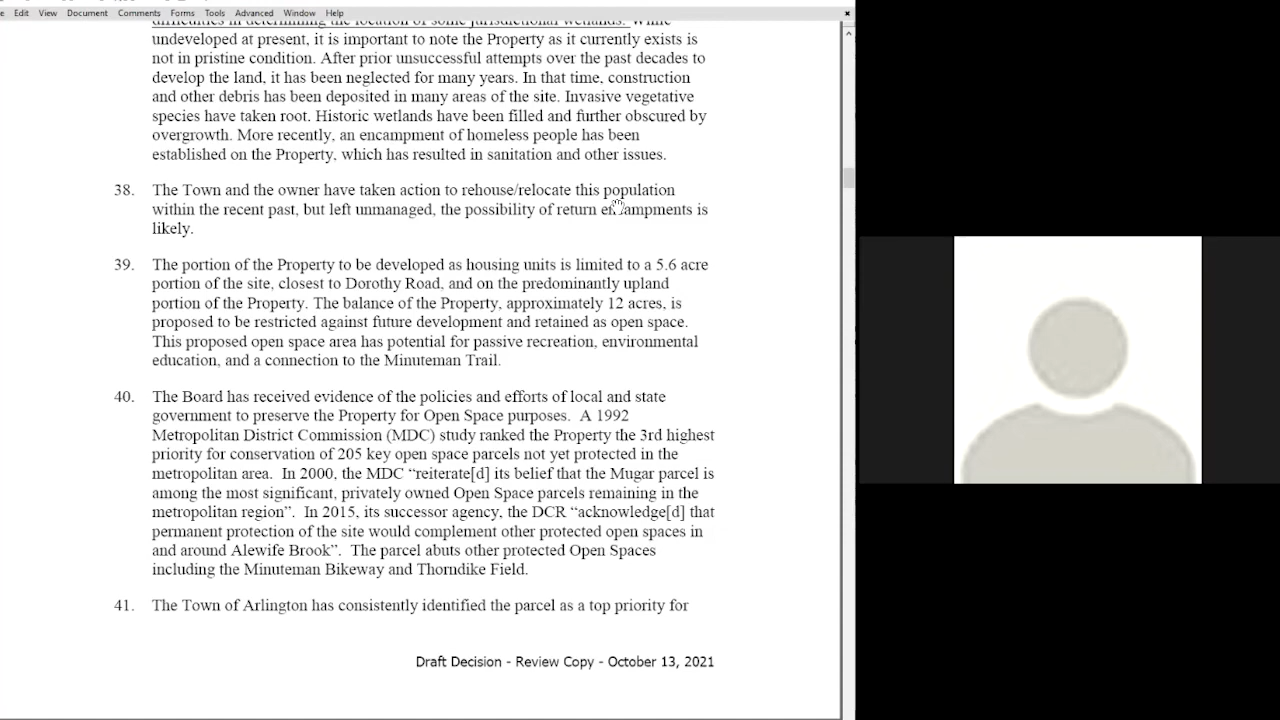 Edit View Document Comments Forms Tools Advanced Window Help
difficulties in determining the location of some jurisdictional wetlands. While
undeveloped at present, it is important to note the Property as it currently exists is
not in pristine condition. After prior unsuccessful attempts over the past decades to
develop the land, it has been neglected for many years. In that time, construction
and other debris has been deposited in many areas of the site. Invasive vegetative
species have taken root. Historic wetlands have been filled and further obscured by
overgrowth. More recently, an encampment of homeless people has been
established on the Property, which has resulted in sanitation and other issues.
38. The Town and the owner have taken action to rehouse/relocate this population
within the recent past, but left unmanaged, the possibility of return encampments is
likely.
39. The portion of the Property to be developed as housing units is limited to a 5.6 acre
portion of the site, closest to Dorothy Road, and on the predominantly upland
portion of the Property. The balance of the Property, approximately 12 acres, is
proposed to be restricted against future development and retained as open space.
This proposed open space area has potential for passive recreation, environmental
education, and a connection to the Minuteman Trail.
40. The Board has received evidence of the policies and efforts of local and state
government to preserve the Property for Open Space purposes. A 1992
Metropolitan District Commission (MDC) study ranked the Property the 3rd highest
priority for conservation of 205 key open space parcels not yet protected in the
metropolitan area. In 2000, the MDC “reiterate[d] its belief that the Mugar parcel is
among the most significant, privately owned Open Space parcels remaining in the
metropolitan region”. In 2015, its successor agency, the DCR “acknowledge[d] that
permanent protection of the site would complement other protected open spaces in
and around Alewife Brook”. The parcel abuts other protected Open Spaces
including the Minuteman Bikeway and Thorndike Field.
41. The Town of Arlington has consistently identified the parcel as a top priority for
Draft Decision - Review Copy - October 13, 2021